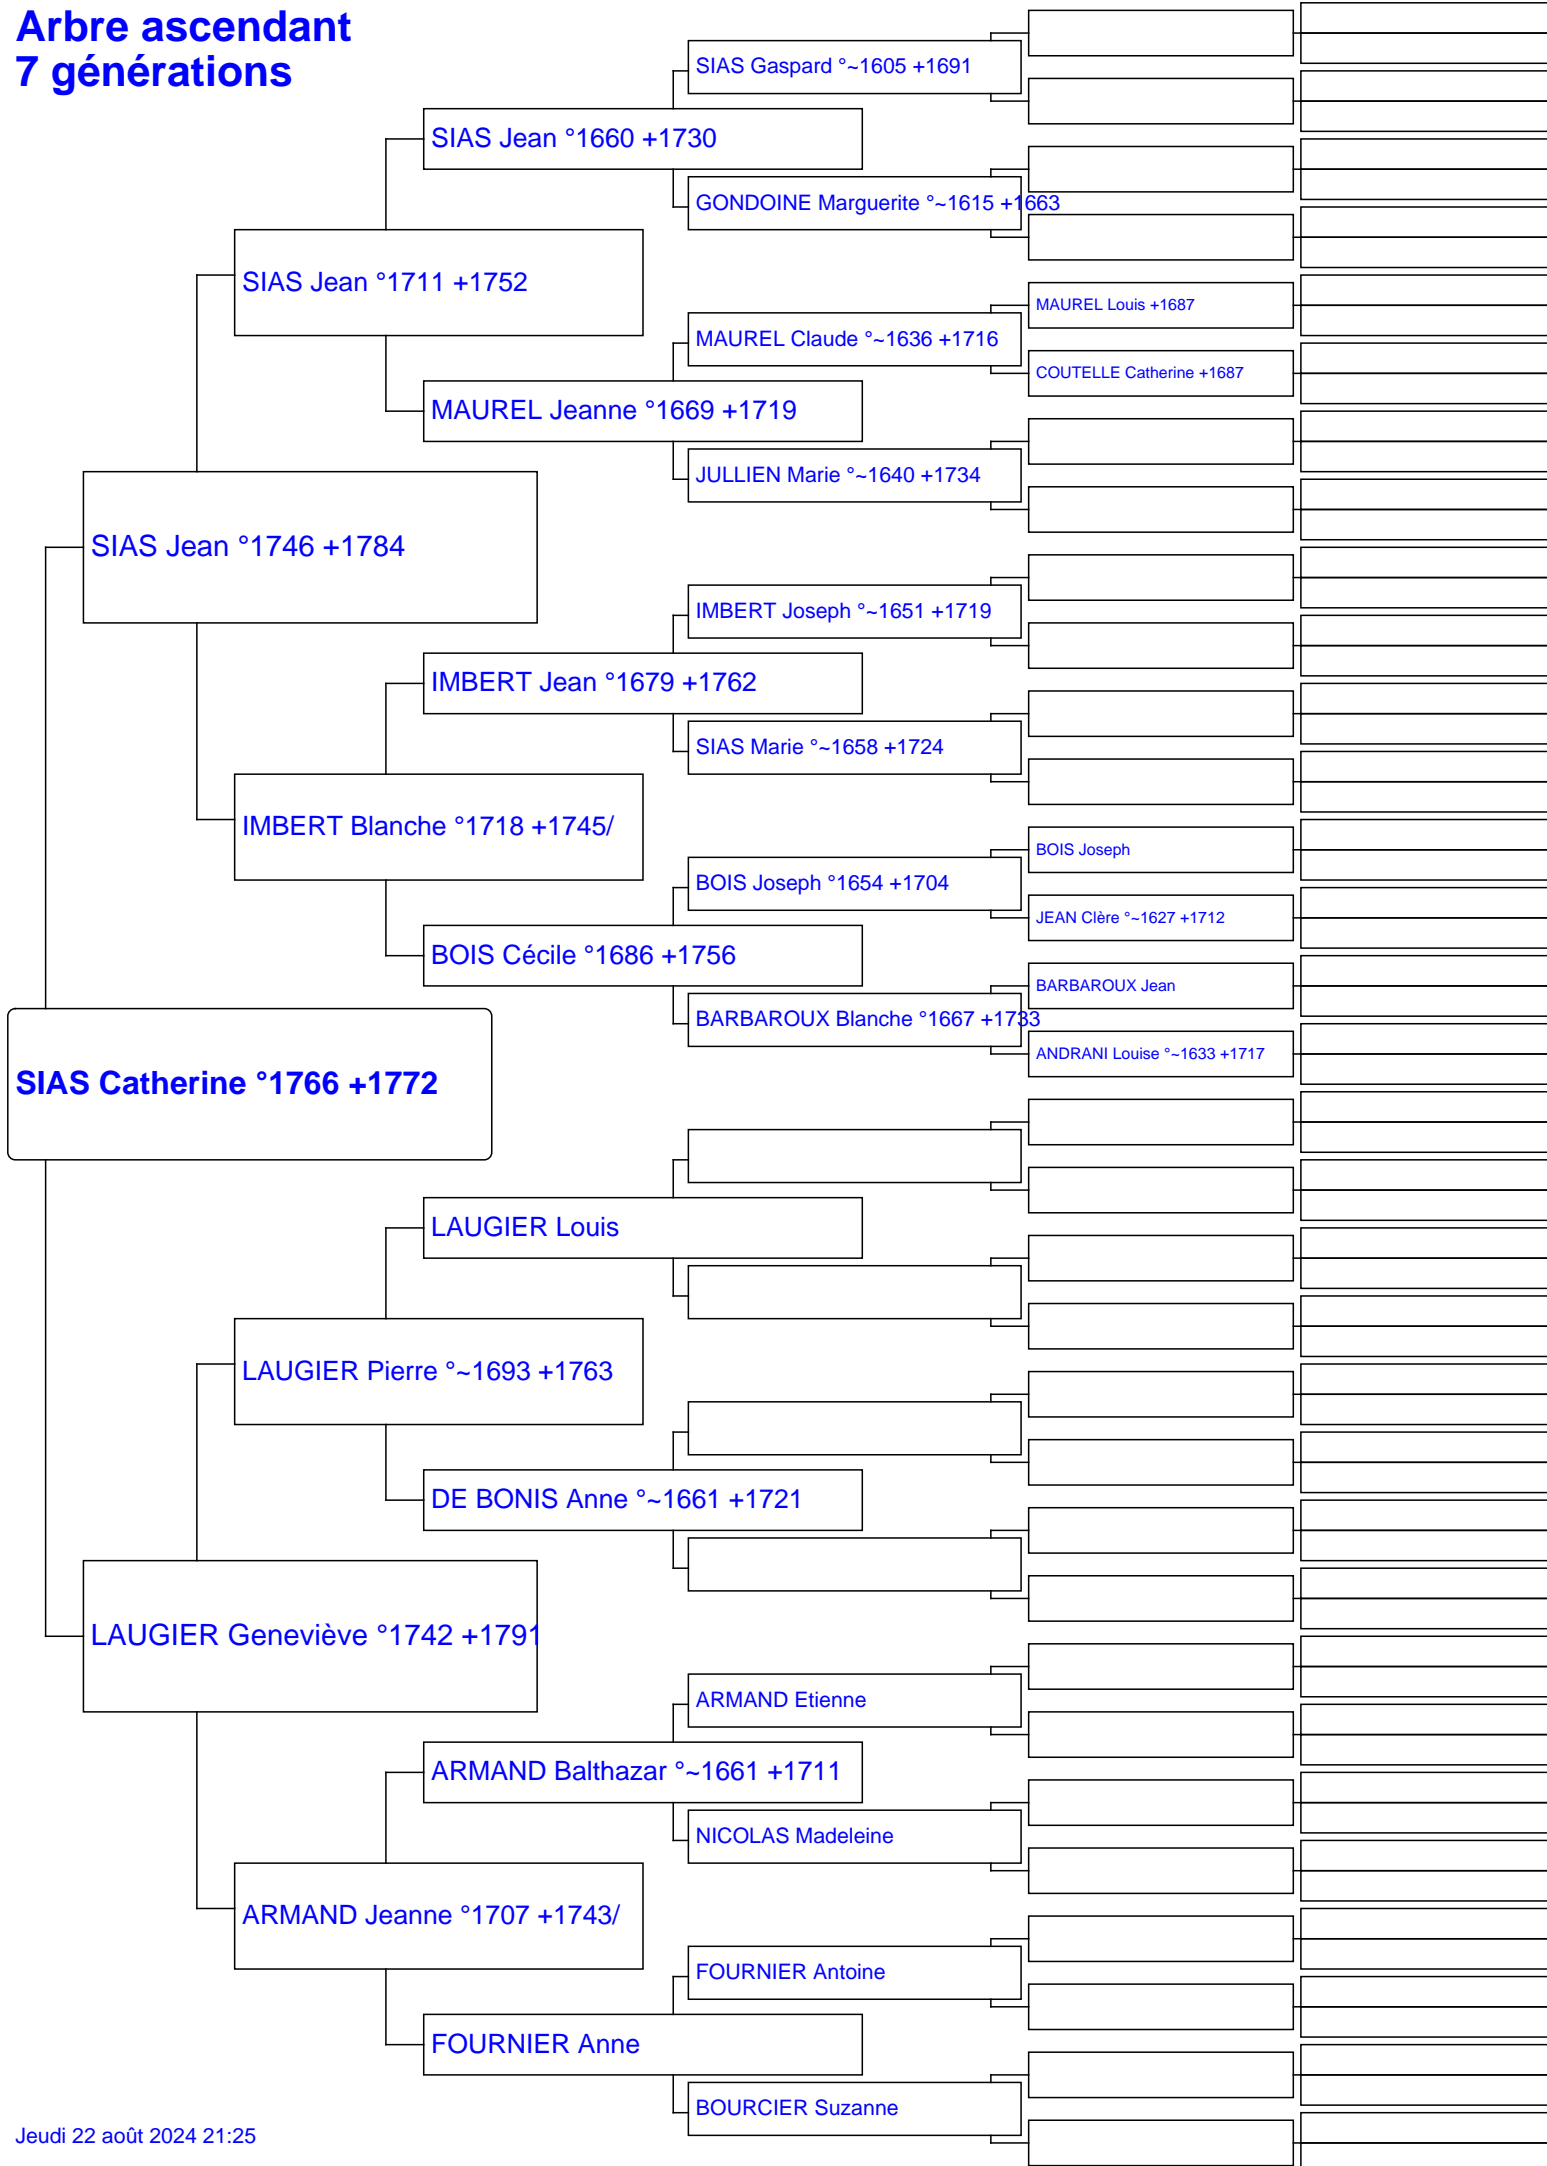 Arbre ascendant
7 générations
SIAS Gaspard °~1605 +1691
SIAS Jean °1660 +1730
GONDOINE Marguerite °~1615 +1663
SIAS Jean °1711 +1752
MAUREL Louis +1687
MAUREL Claude °~1636 +1716
COUTELLE Catherine +1687
MAUREL Jeanne °1669 +1719
JULLIEN Marie °~1640 +1734
SIAS Jean °1746 +1784
IMBERT Joseph °~1651 +1719
IMBERT Jean °1679 +1762
SIAS Marie °~1658 +1724
IMBERT Blanche °1718 +1745/
BOIS Joseph
BOIS Joseph °1654 +1704
JEAN Clère °~1627 +1712
BOIS Cécile °1686 +1756
BARBAROUX Jean
BARBAROUX Blanche °1667 +1733
ANDRANI Louise °~1633 +1717
SIAS Catherine °1766 +1772
LAUGIER Louis
LAUGIER Pierre °~1693 +1763
DE BONIS Anne °~1661 +1721
LAUGIER Geneviève °1742 +1791
ARMAND Etienne
ARMAND Balthazar °~1661 +1711
NICOLAS Madeleine
ARMAND Jeanne °1707 +1743/
FOURNIER Antoine
FOURNIER Anne
BOURCIER Suzanne
Jeudi 22 août 2024 21:25